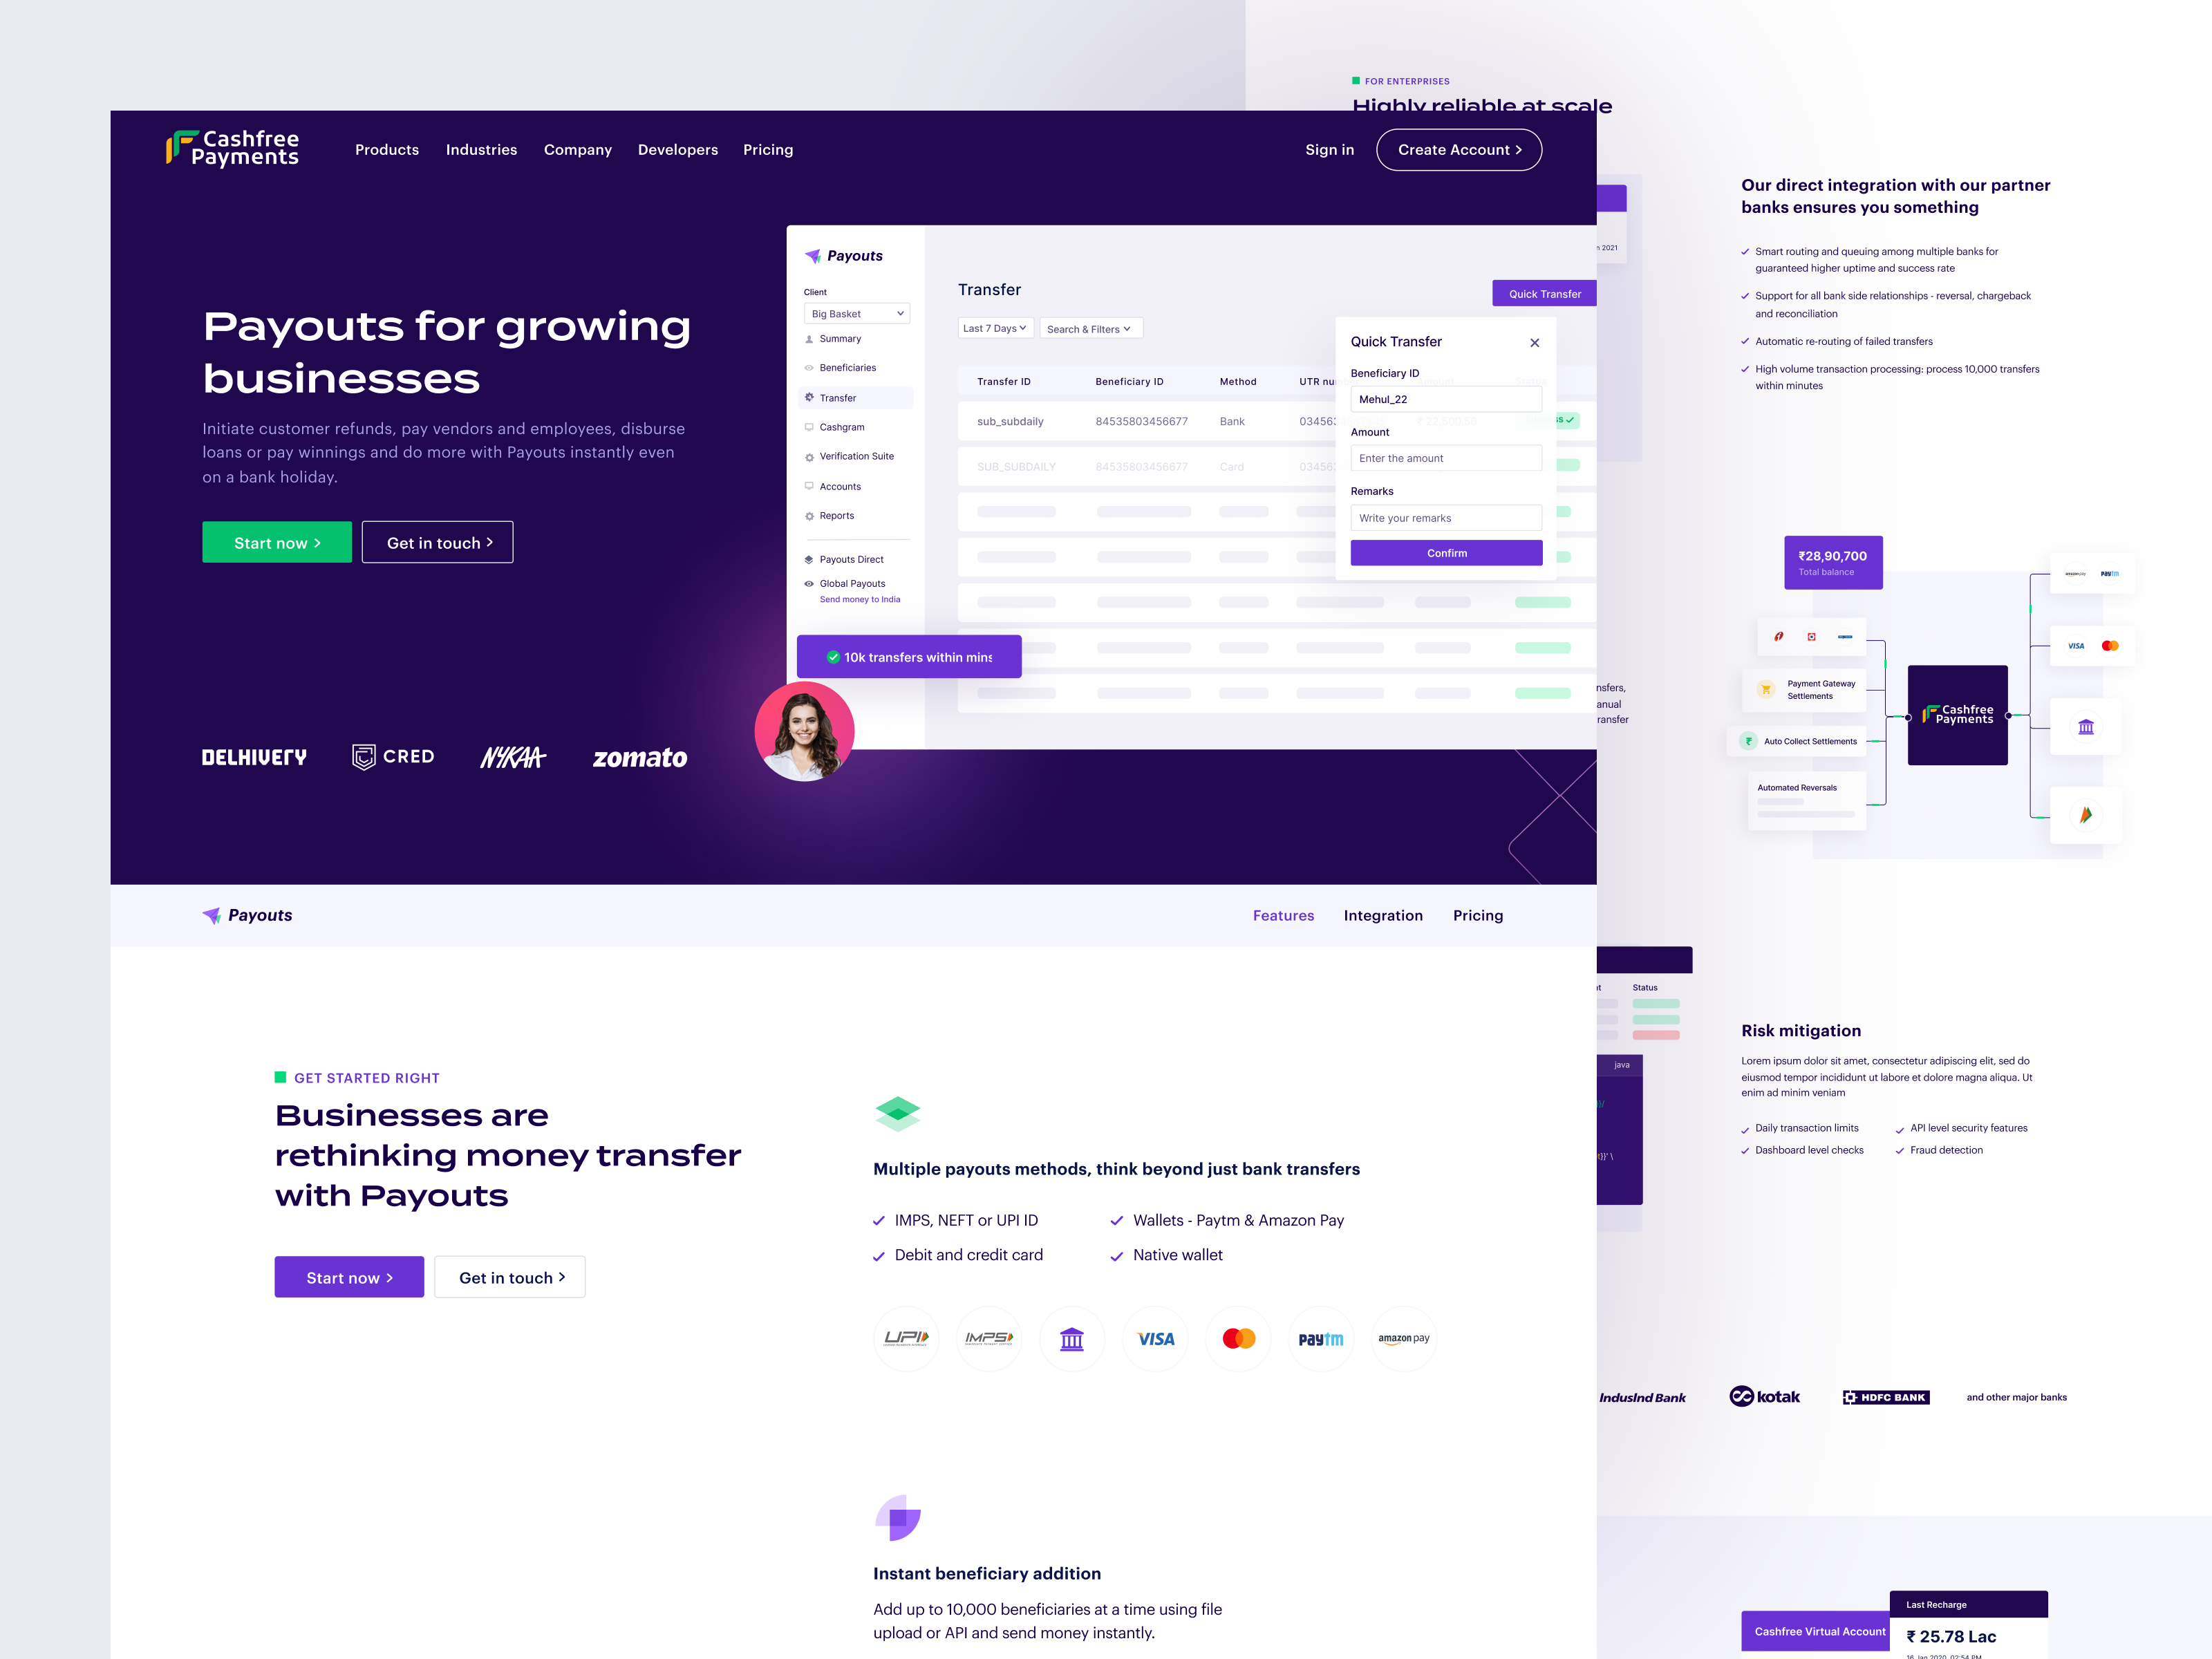 FOR ENTERPRISES
Highly reliable at scale
Cashfree
Payments
Products
Industries
Company
Developers
Pricing
Sign in
Create Account
Payouts for growing
businesses
Initiate customer refunds, pay vendors and employees, disburse
loans or pay winnings and do more with Payouts instantly even
on a bank holiday.
Start now
Get in touch
DELHIVERY
CRED
NYKAA
zomato
Payouts
Client
Big Basket
Summary
Beneficiaries
Transfer
Cashgram
Verification Suite
Accounts
Reports
Payouts Direct
Global Payouts
Send money to India
10k transfers within mins
Transfer
Quick Transfer
Last 7 Days
Search & Filters
Transfer ID
Beneficiary ID
Method
UTR nu
sub_subdaily
84535803456677
Bank
03456
SUB_SUBDAILY
84535803456677
Card
03456
Quick Transfer
Beneficiary ID
Mehul_22
Amount
Enter the amount
Remarks
Write your remarks
Confirm
Payouts
Features
Integration
Pricing
GET STARTED RIGHT
Businesses are
rethinking money transfer
with Payouts
Start now
Get in touch
Multiple payouts methods, think beyond just bank transfers
IMPS, NEFT or UPI ID
Wallets - Paytm & Amazon Pay
Debit and credit card
Native wallet
UPI
IMPS
VISA
paytm
amazon pay
Instant beneficiary addition
Add up to 10,000 beneficiaries at a time using file
upload or API and send money instantly.
2021
Our direct integration with our partner
banks ensures you something
Smart routing and queuing among multiple banks for
guaranteed higher uptime and success rate
Support for all bank side relationships - reversal, chargeback
and reconciliation
Automatic re-routing of failed transfers
High volume transaction processing: process 10,000 transfers
within minutes
₹28,90,700
Total balance
amazon pay
paytm
VISA
Payment Gateway
Settlements
Auto Collect Settlements
Automated Reversals
Cashfree
Payments
nsfers,
anual
ransfer
Status
java
}}' \
Risk mitigation
Lorem ipsum dolor sit amet, consectetur adipiscing elit, sed do
eiusmod tempor incididunt ut labore et dolore magna aliqua. Ut
enim ad minim veniam
Daily transaction limits
API level security features
Dashboard level checks
Fraud detection
IndusInd Bank
kotak
HDFC BANK
and other major banks
Cashfree Virtual Account
Last Recharge
₹ 25.78 Lac
16 Jan 2020, 02:54 PM